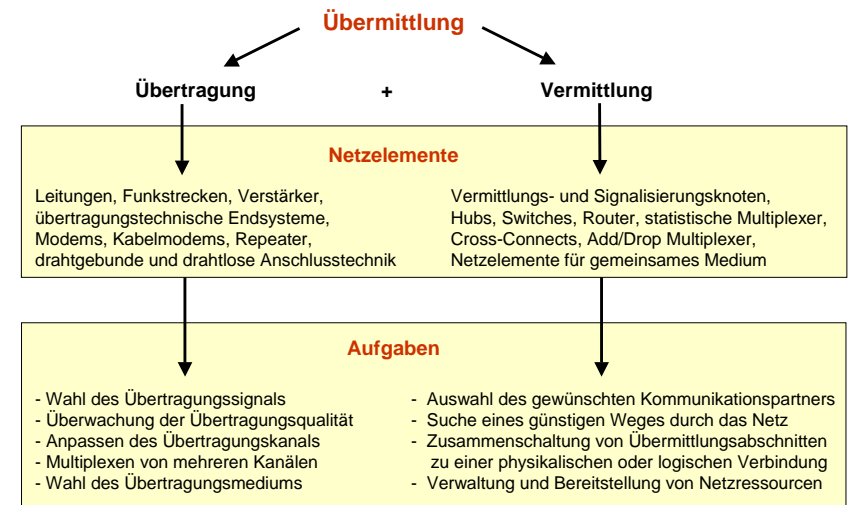 Übermittlung
Übertragung + Vermittlung
Netzelemente
Leitungen, Funkstrecken, Verstärker,
übertragungstechnische Endsysteme,
Modems, Kabelmodems, Repeater,
drahtgebunde und drahtlose Anschlusstechnik
Vermittlungs- und Signalisierungsknoten,
Hubs, Switches, Router, statistische Multiplexer,
Cross-Connects, Add/Drop Multiplexer,
Netzelemente für gemeinsames Medium
Aufgaben
- Wahl des Übertragungssignals
- Überwachung der Übertragungsqualität
- Anpassen des Übertragungskanals
- Multiplexen von mehreren Kanälen
- Wahl des Übertragungsmediums
- Auswahl des gewünschten Kommunikationspartners
- Suche eines günstigen Weges durch das Netz
- Zusammenschaltung von Übermittlungsabschnitten
zu einer physikalischen oder logischen Verbindung
- Verwaltung und Bereitstellung von Netzressourcen